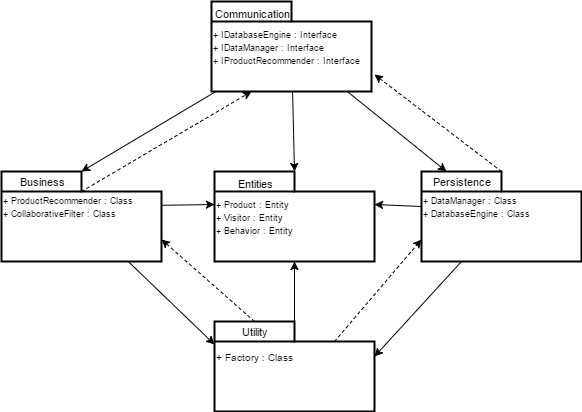 Communication
+ IDatabaseEngine : Interface
+ IDataManager : Interface
+ IProductRecommender : Interface
Business
+ ProductRecommender : Class
+ CollaborativeFilter : Class
Entities
+ Product : Entity
+ Visitor : Entity
+ Behavior : Entity
Persistence
+ DataManager : Class
+ DatabaseEngine : Class
Utility
+ Factory : Class